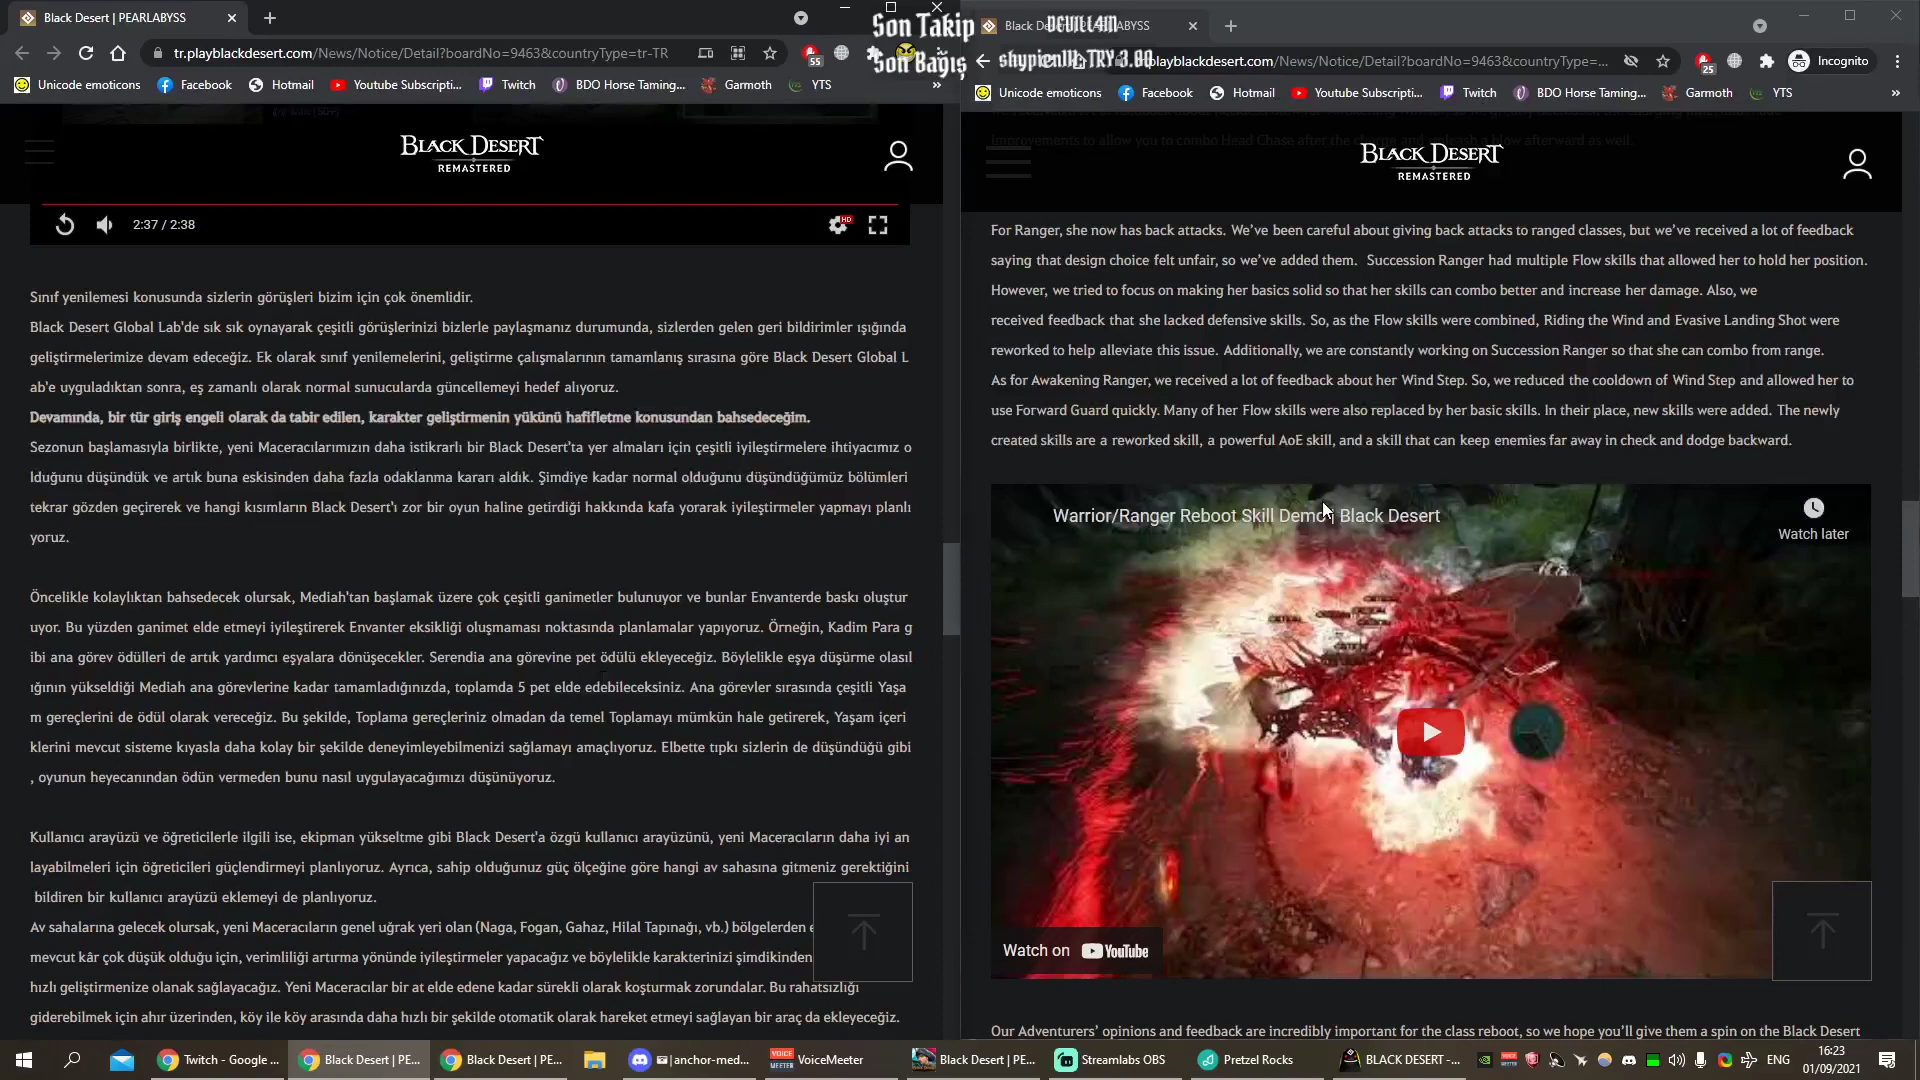 Black Desert | PEARLABYSS
Son Takip
Son Bağış
DEVILL4N
tr.playblackdesert.com/News/Notice/Detail?boardNo=9463&countryType=tr-TR
55
Unicode emoticons
Facebook
Hotmail
Youtube Subscripti...
Twitch
BDO Horse Taming...
Garmoth
YTS
»
BLACK DESERT
REMASTERED
2:37 / 2:38
HD
Sınıf yenilemesi konusunda sizlerin görüşleri bizim için çok önemlidir.
Black Desert Global Lab'de sık sık oynayarak çeşitli görüşlerinizi bizlerle paylaşmanız durumunda, sizlerden gelen geri bildirimler ışığında
geliştirmelerimize devam edeceğiz. Ek olarak sınıf yenilemelerini, geliştirme çalışmalarının tamamlanış sırasına göre Black Desert Global L
ab'e uyguladıktan sonra, eş zamanlı olarak normal sunucularda güncellemeyi hedef alıyoruz.
Devamında, bir tür giriş engeli olarak da tabir edilen, karakter geliştirmenin yükünü hafifletme konusundan bahsedeceğim.
Sezonun başlamasıyla birlikte, yeni Maceracılarımızın daha istikrarlı bir Black Desert'ta yer almaları için çeşitli iyileştirmelere ihtiyacımız o
lduğunu düşündük ve artık buna eskisinden daha fazla odaklanma kararı aldık. Şimdiye kadar normal olduğunu düşündüğümüz bölümleri
tekrar gözden geçirerek ve hangi kısımların Black Desert'ı zor bir oyun haline getirdiği hakkında kafa yorarak iyileştirmeler yapmayı planlı
yoruz.
Öncelikle kolaylıktan bahsedecek olursak, Mediah'tan başlamak üzere çok çeşitli ganimetler bulunuyor ve bunlar Envanterde baskı oluştur
uyor. Bu yüzden ganimet elde etmeyi iyileştirerek Envanter eksikliği oluşmaması noktasında planlamalar yapıyoruz. Örneğin, Kadim Para g
ibi ana görev ödülleri de artık yardımcı eşyalara dönüşecekler. Serendia ana görevine pet ödülü ekleyeceğiz. Böylelikle eşya düşürme olasıl
ığının yükseldiği Mediah ana görevlerine kadar tamamladığınızda, toplamda 5 pet elde edebileceksiniz. Ana görevler sırasında çeşitli Yaşa
m gereçlerini de ödül olarak vereceğiz. Bu şekilde, Toplama gereçleriniz olmadan da temel Toplamayı mümkün hale getirerek, Yaşam içeri
klerini mevcut sisteme kıyasla daha kolay bir şekilde deneyimleyebilmenizi sağlamayı amaçlıyoruz. Elbette tıpkı sizlerin de düşündüğü gibi
, oyunun heyecanından ödün vermeden bunu nasıl uygulayacağımızı düşünüyoruz.
Kullanıcı arayüzü ve öğreticilerle ilgili ise, ekipman yükseltme gibi Black Desert'a özgü kullanıcı arayüzünü, yeni Maceracıların daha iyi an
layabilmeleri için öğreticileri güçlendirmeyi planlıyoruz. Ayrıca, sahip olduğunuz güç ölçeğine göre hangi av sahasına gitmeniz gerektiğini
bildiren bir kullanıcı arayüzü eklemeyi de planlıyoruz.
Av sahalarına gelecek olursak, yeni Maceracıların genel uğrak yeri olan (Naga, Fogan, Gahaz, Hilal Tapınağı, vb.) bölgelerden
mevcut kâr çok düşük olduğu için, verimliliği artırma yönünde iyileştirmeler yapacağız ve böylelikle karakterinizi şimdikinden
hızlı geliştirmenize olanak sağlayacağız. Yeni Maceracılar bir at elde edene kadar sürekli olarak koşturmak zorundalar. Bu rahatsızlığı
giderebilmek için ahır üzerinden, köy ile köy arasında daha hızlı bir şekilde otomatik olarak hareket etmeyi sağlayan bir araç da ekleyeceğiz.
playblackdesert.com/News/Notice/Detail?boardNo=9463&countryType=...
25
Incognito
Unicode emoticons
Facebook
Hotmail
Youtube Subscripti...
Twitch
BDO Horse Taming...
Garmoth
YTS
»
improvements to allow you to combo Head Chase after the charge and unleash a blow afterward as well.
BLACK DESERT
REMASTERED
For Ranger, she now has back attacks. We've been careful about giving back attacks to ranged classes, but we've received a lot of feedback
saying that design choice felt unfair, so we've added them. Succession Ranger had multiple Flow skills that allowed her to hold her position.
However, we tried to focus on making her basics solid so that her skills can combo better and increase her damage. Also, we
received feedback that she lacked defensive skills. So, as the Flow skills were combined, Riding the Wind and Evasive Landing Shot were
reworked to help alleviate this issue. Additionally, we are constantly working on Succession Ranger so that she can combo from range.
As for Awakening Ranger, we received a lot of feedback about her Wind Step. So, we reduced the cooldown of Wind Step and allowed her to
use Forward Guard quickly. Many of her Flow skills were also replaced by her basic skills. In their place, new skills were added. The newly
created skills are a reworked skill, a powerful AoE skill, and a skill that can keep enemies far away in check and dodge backward.
Warrior/Ranger Reboot Skill Demo | Black Desert
Watch later
Watch on YouTube
Our Adventurers' opinions and feedback are incredibly important for the class reboot, so we hope you'll give them a spin on the Black Desert
Twitch - Google ...
Black Desert | PE...
Black Desert | PE...
|anchor-med...
VOICE MEETER
VoiceMeeter
Black Desert | PE...
Streamlabs OBS
Pretzel Rocks
BLACK DESERT -...
ENG
16:23
01/09/2021